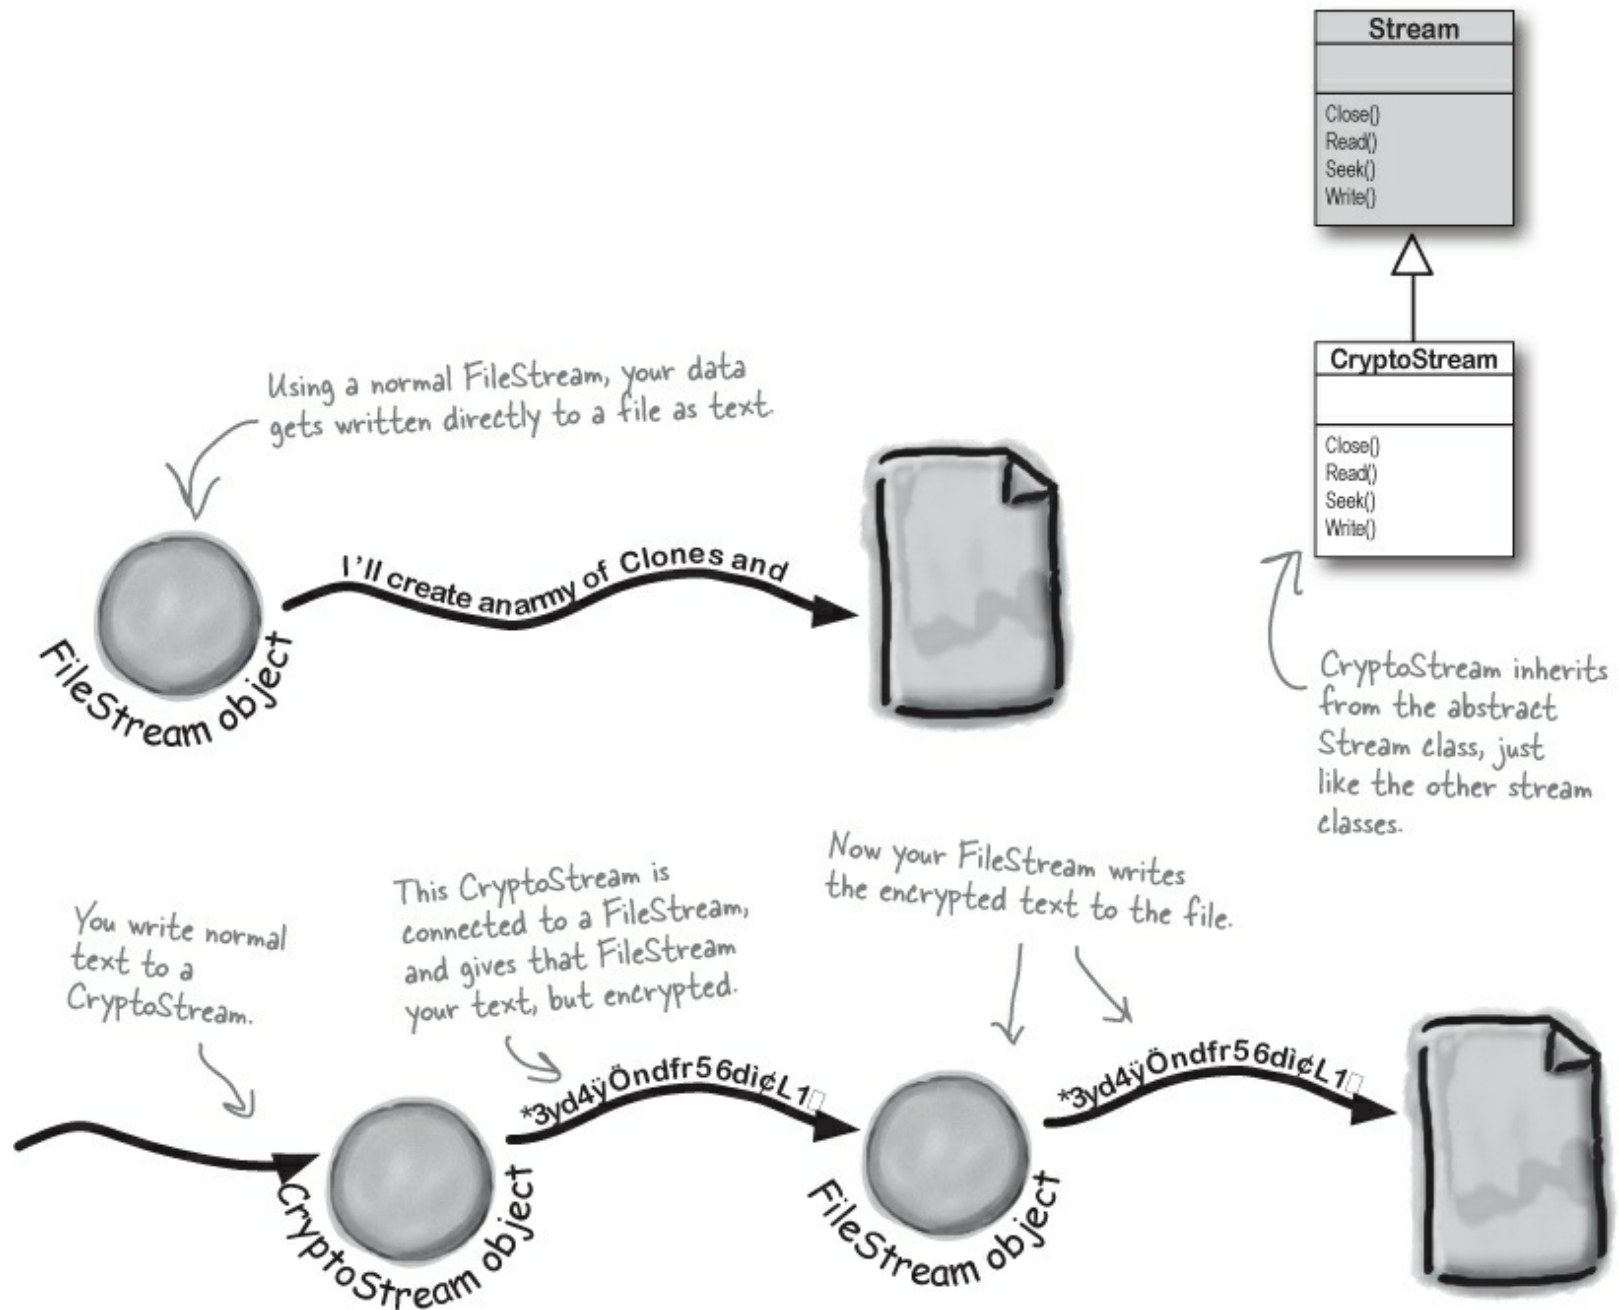 Stream
Close()
Read()
Seek()
Write()
CryptoStream
Close()
Read()
Seek()
Write()
CryptoStream inherits
from the abstract
Stream class, just
like the other stream
classes.
Using a normal FileStream, your data
gets written directly to a file as text.
I'll create an army of Clones and
FileStream object
You write normal
text to a
CryptoStream.
This CryptoStream is
connected to a FileStream,
and gives that FileStream
your text, but encrypted.
Now your FileStream writes
the encrypted text to the file.
*3yd4ÿÖndfr56dì¢L1□
*3yd4ÿÖndfr56dì¢L1□
CryptoStream object
FileStream object